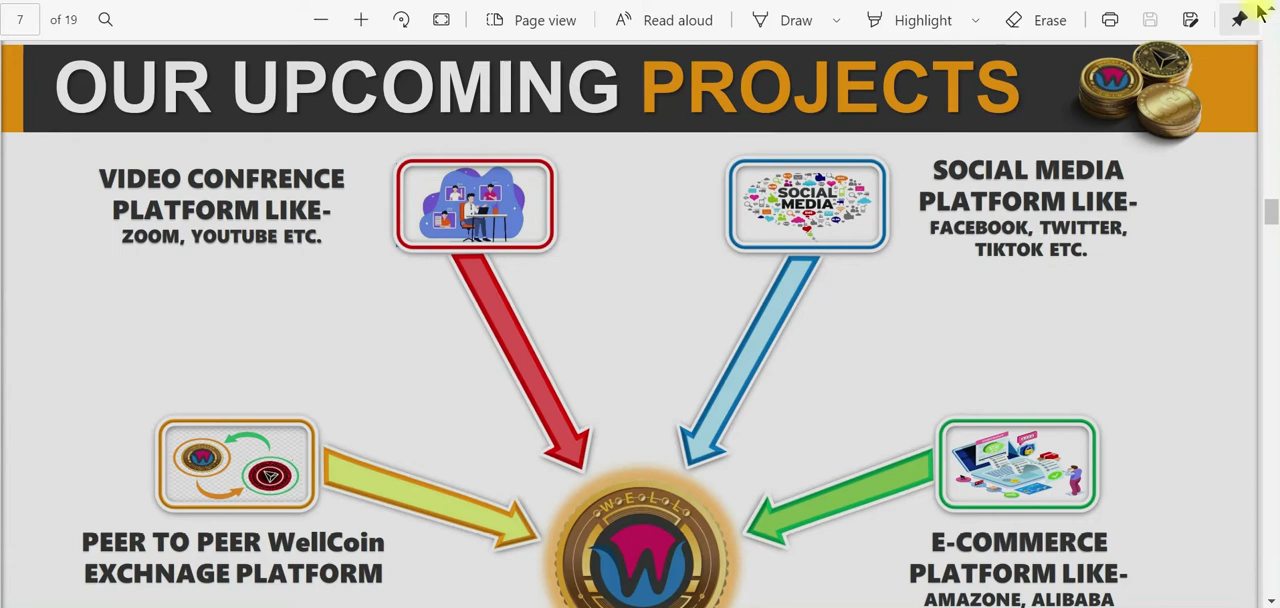 7 of 19
Page view
Read aloud
Draw
Highlight
Erase
OUR UPCOMING PROJECTS
VIDEO CONFRENCE
PLATFORM LIKE-
ZOOM, YOUTUBE ETC.
SOCIAL MEDIA
SOCIAL MEDIA
PLATFORM LIKE-
FACEBOOK, TWITTER,
TIKTOK ETC.
PEER TO PEER WellCoin
EXCHNAGE PLATFORM
WELL
E-COMMERCE
PLATFORM LIKE-
AMAZONE, ALIBABA